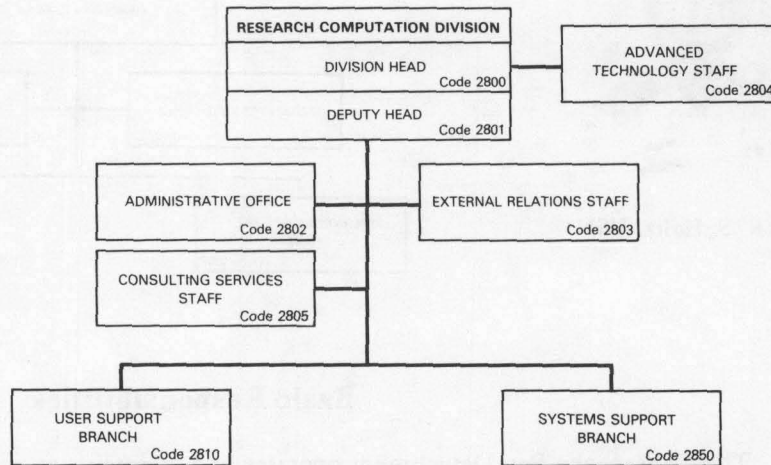 RESEARCH COMPUTATION DIVISION
DIVISION HEAD
Code 2800
DEPUTY HEAD
Code 2801
ADVANCED
TECHNOLOGY STAFF
Code 2804
ADMINISTRATIVE OFFICE
Code 2802
EXTERNAL RELATIONS STAFF
Code 2803
CONSULTING SERVICES
STAFF
Code 2805
USER SUPPORT
BRANCH
Code 2810
SYSTEMS SUPPORT
BRANCH
Code 2850